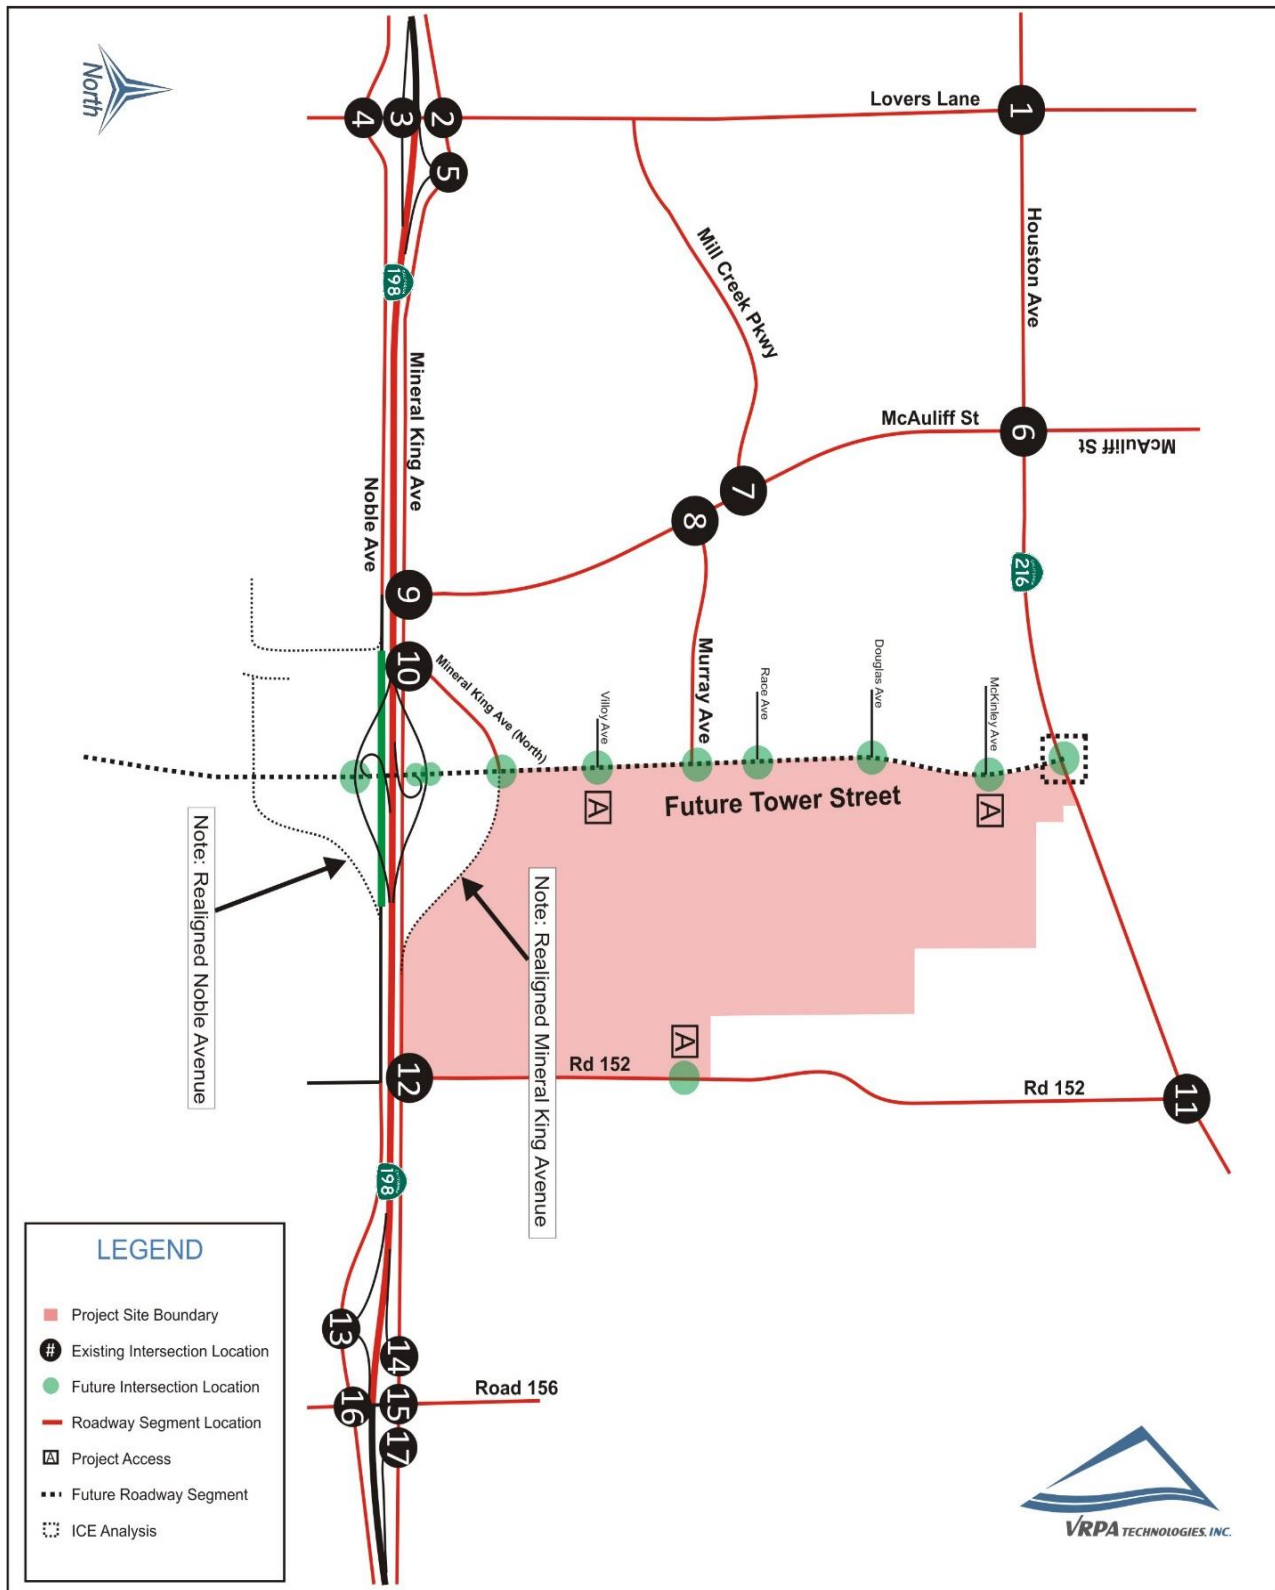 North
Lovers Lane
1
4
3
2
5
Houston Ave
Mill Creek Pkwy
CALIFORNIA
198
Mineral King Ave
Noble Ave
McAuliff St
6
McAuliff St
7
8
CALIFORNIA
216
9
10
Mineral King Ave (North)
Villoy Ave
Murray Ave
Race Ave
Douglas Ave
McKinley Ave
A
Future Tower Street
A
Note: Realigned Noble Avenue
Note: Realigned Mineral King Avenue
A
Rd 152
12
Rd 152
11
CALIFORNIA
198
13
14
Road 156
16
15
17
LEGEND
Project Site Boundary
# Existing Intersection Location
Future Intersection Location
Roadway Segment Location
A Project Access
Future Roadway Segment
ICE Analysis
VRPA TECHNOLOGIES, INC.